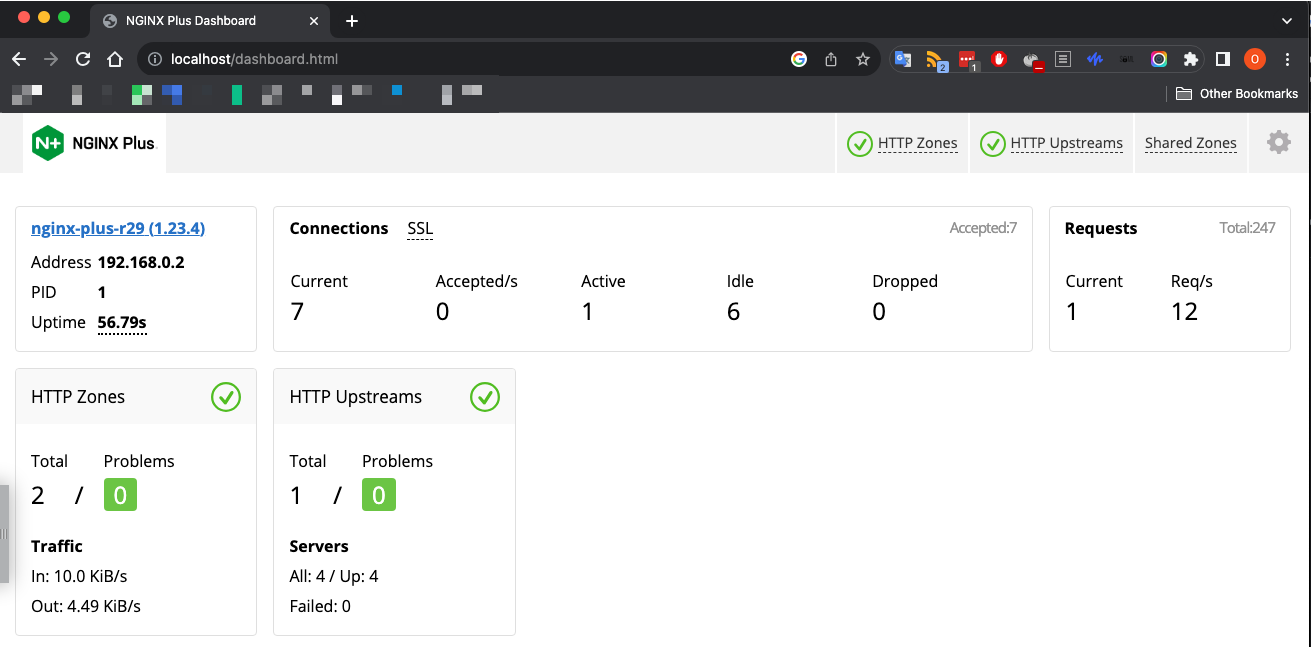 NGINX Plus Dashboard
localhost/dashboard.html
2
1
O
Other Bookmarks
N+ NGINX Plus
HTTP Zones
HTTP Upstreams
Shared Zones
nginx-plus-r29 (1.23.4)
Address 192.168.0.2
PID 1
Uptime 56.79s
Connections SSL Accepted:7
Current Accepted/s Active Idle Dropped
7 0 1 6 0
Requests Total:247
Current Req/s
1 12
HTTP Zones
Total Problems
2 / 0
Traffic
In: 10.0 KiB/s
Out: 4.49 KiB/s
HTTP Upstreams
Total Problems
1 / 0
Servers
All: 4 / Up: 4
Failed: 0